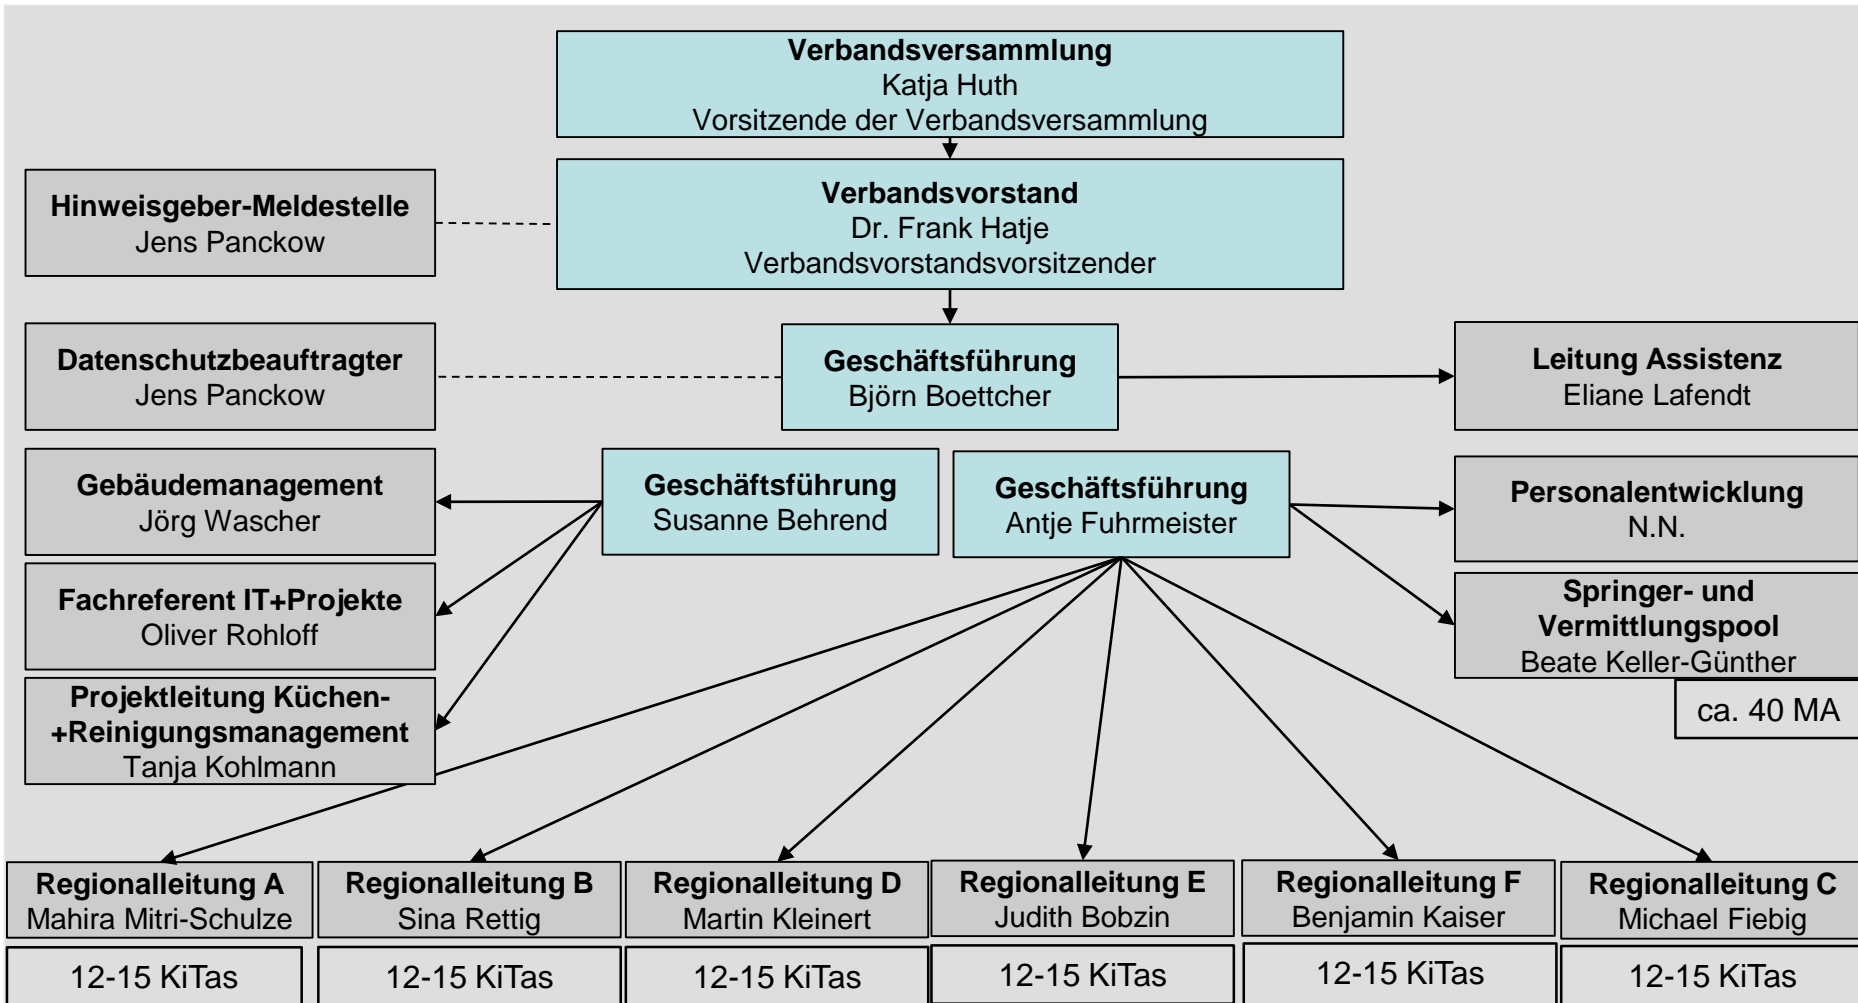 Verbandsversammlung
Katja Huth
Vorsitzende der Verbandsversammlung
Hinweisgeber-Meldestelle
Jens Panckow
Verbandsvorstand
Dr. Frank Hatje
Verbandsvorstandsvorsitzender
Datenschutzbeauftragter
Jens Panckow
Geschäftsführung
Björn Boettcher
Leitung Assistenz
Eliane Lafendt
Gebäudemanagement
Jörg Wascher
Geschäftsführung
Susanne Behrend
Geschäftsführung
Antje Fuhrmeister
Personalentwicklung
N.N.
Fachreferent IT+Projekte
Oliver Rohloff
Springer- und
Vermittlungspool
Beate Keller-Günther
ca. 40 MA
Projektleitung Küchen-
+Reinigungsmanagement
Tanja Kohlmann
Regionalleitung A
Mahira Mitri-Schulze
12-15 KiTas
Regionalleitung B
Sina Rettig
12-15 KiTas
Regionalleitung D
Martin Kleinert
12-15 KiTas
Regionalleitung E
Judith Bobzin
12-15 KiTas
Regionalleitung F
Benjamin Kaiser
12-15 KiTas
Regionalleitung C
Michael Fiebig
12-15 KiTas